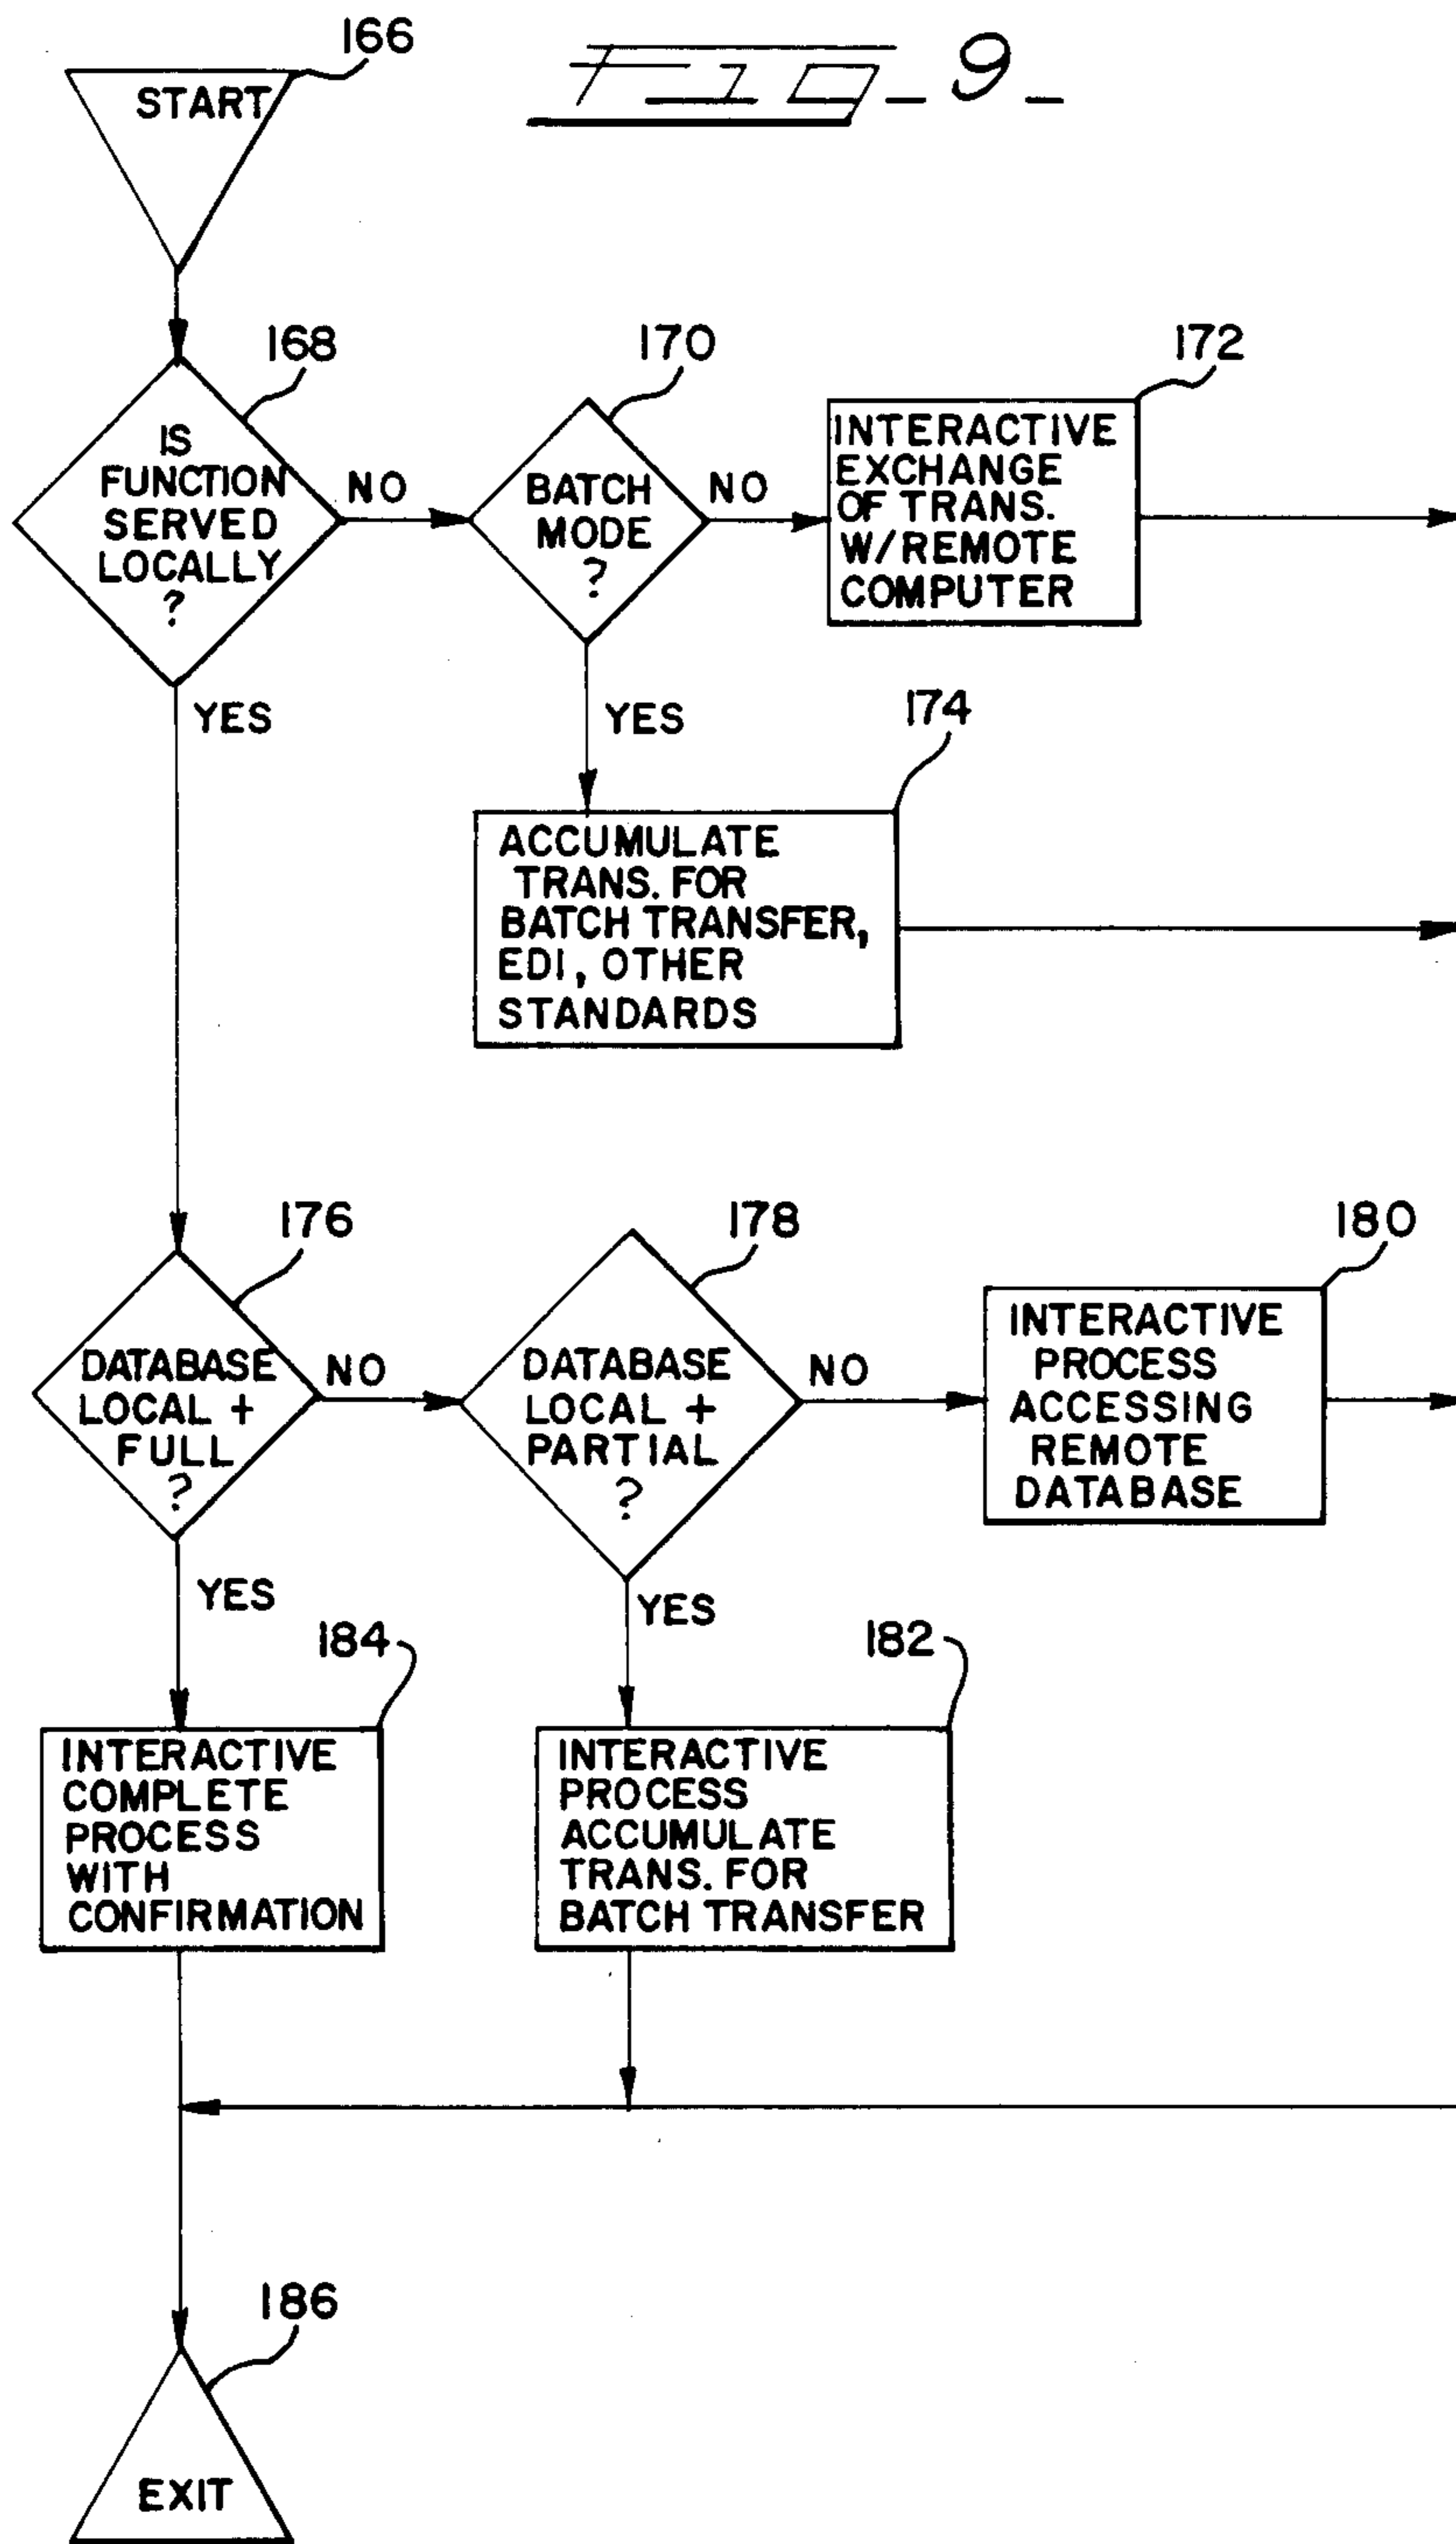 FIG_9_
166
START
168
IS
FUNCTION
SERVED
LOCALLY
?
NO
YES
170
BATCH
MODE
?
NO
YES
172
INTERACTIVE
EXCHANGE
OF TRANS.
W/REMOTE
COMPUTER
174
ACCUMULATE
TRANS. FOR
BATCH TRANSFER,
EDI, OTHER
STANDARDS
176
DATABASE
LOCAL +
FULL
?
NO
YES
178
DATABASE
LOCAL +
PARTIAL
?
NO
YES
180
INTERACTIVE
PROCESS
ACCESSING
REMOTE
DATABASE
184
INTERACTIVE
COMPLETE
PROCESS
WITH
CONFIRMATION
182
INTERACTIVE
PROCESS
ACCUMULATE
TRANS. FOR
BATCH TRANSFER
186
EXIT